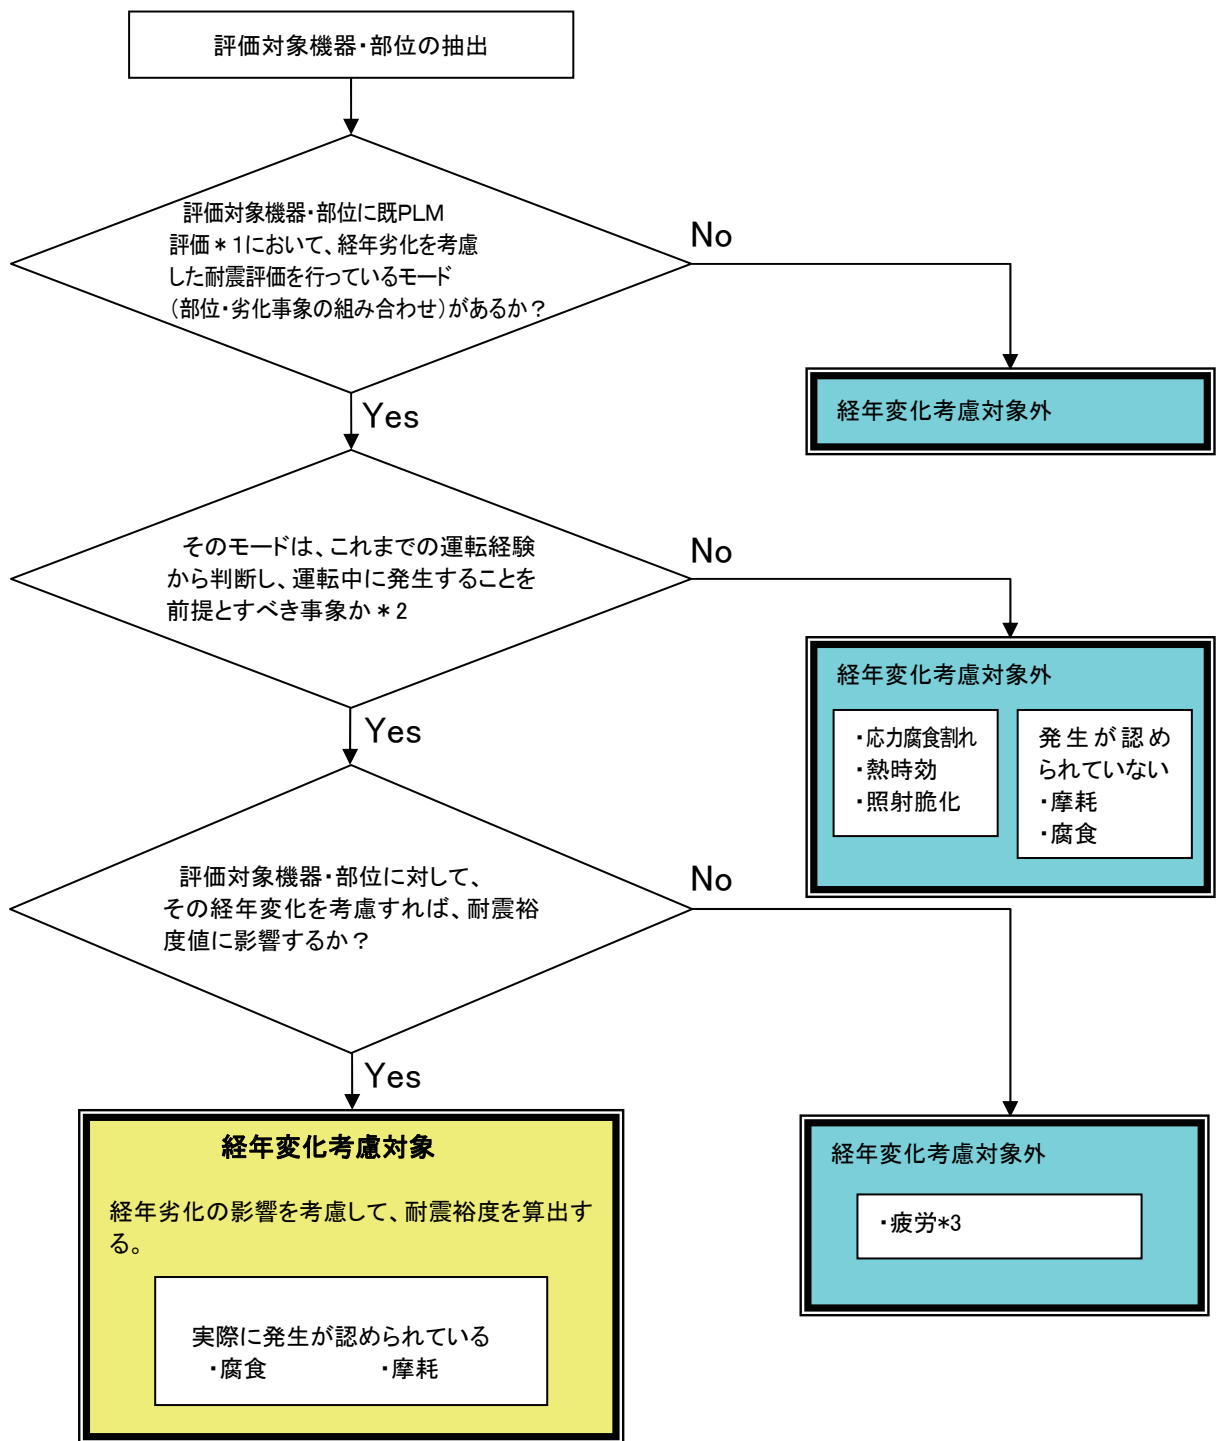 評価対象機器・部位の抽出
評価対象機器・部位に既PLM
評価＊1において、経年劣化を考慮
した耐震評価を行っているモード
（部位・劣化事象の組み合わせ）があるか？
No
経年変化考慮対象外
Yes
そのモードは、これまでの運転経験
から判断し、運転中に発生することを
前提とすべき事象か＊2
No
経年変化考慮対象外
・応力腐食割れ
・熱時効
・照射脆化
発生が認め
られていない
・摩耗
・腐食
Yes
評価対象機器・部位に対して、
その経年変化を考慮すれば、耐震裕
度値に影響するか？
No
経年変化考慮対象外
・疲労*3
Yes
経年変化考慮対象
経年劣化の影響を考慮して、耐震裕度を算出す
る。
実際に発生が認められている
・腐食 ・摩耗